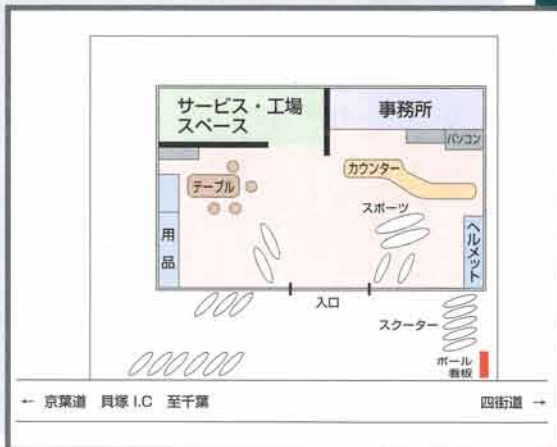 サービス・工場
スペース
事務所
パソコン
カウンター
テーブル
スポーツ
用品
ヘルメット
入口
スクーター
ポール
看板
← 京葉道 貝塚 I.C 至千葉
四街道 →